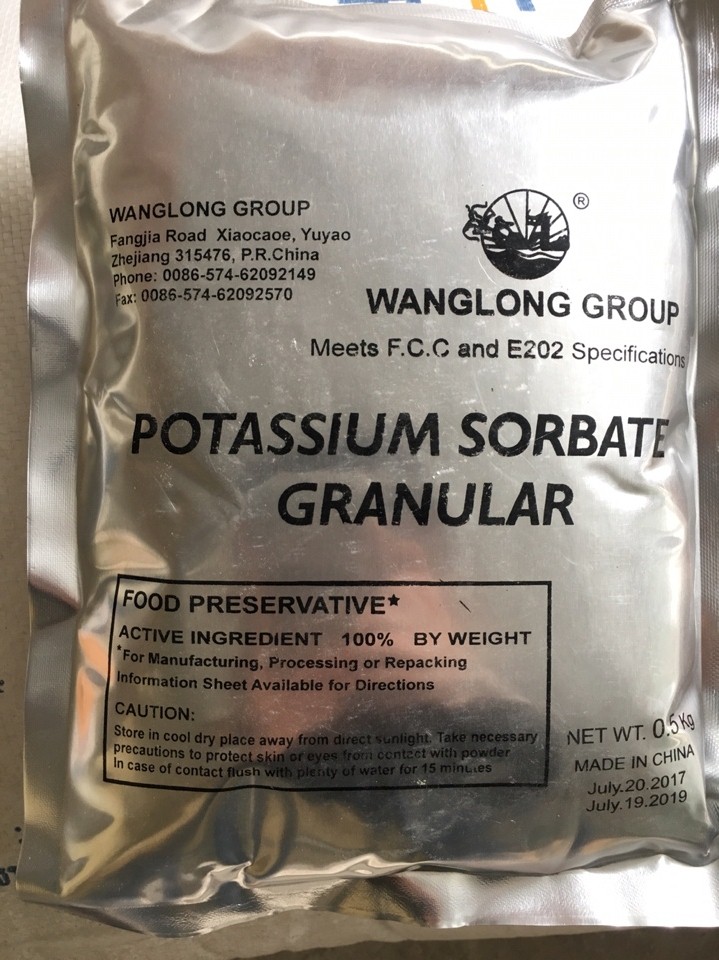 WANGLONG GROUP
Fangjia Road Xiaocaoe, Yuyao
Zhejiang 315476, P.R.China
Phone: 0086-574-62092149
Fax: 0086-574-62092570
®
WANGLONG GROUP
Meets F.C.C and E202 Specifications
POTASSIUM SORBATE
GRANULAR
FOOD PRESERVATIVE*
ACTIVE INGREDIENT 100% BY WEIGHT
*For Manufacturing, Processing or Repacking
Information Sheet Available for Directions
CAUTION:
Store in cool dry place away from direct sunlight. Take necessary
precautions to protect skin or eyes from contact with powder
In case of contact flush with plenty of water for 15 minutes
NET WT. 0.5 Kg
MADE IN CHINA
July.20.2017
July.19.2019